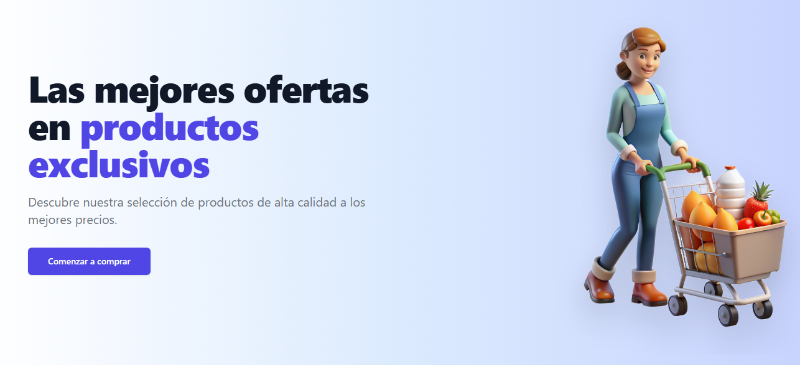 Las mejores ofertas
en productos
exclusivos
Descubre nuestra selección de productos de alta calidad a los
mejores precios.
Comenzar a comprar